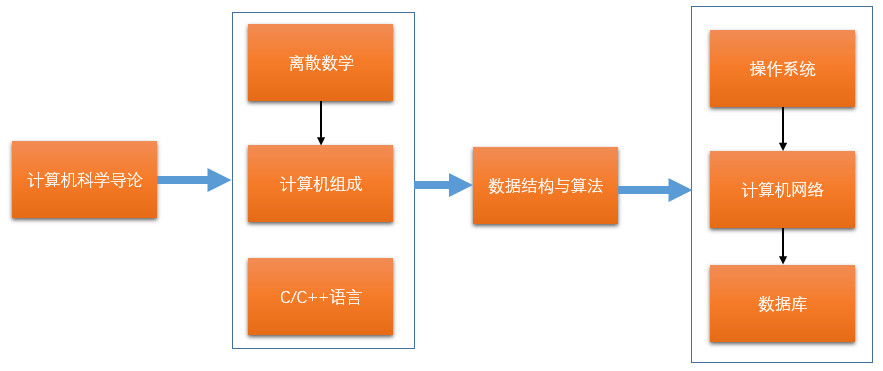 计算机科学导论
离散数学
计算机组成
C/C++语言
数据结构与算法
操作系统
计算机网络
数据库